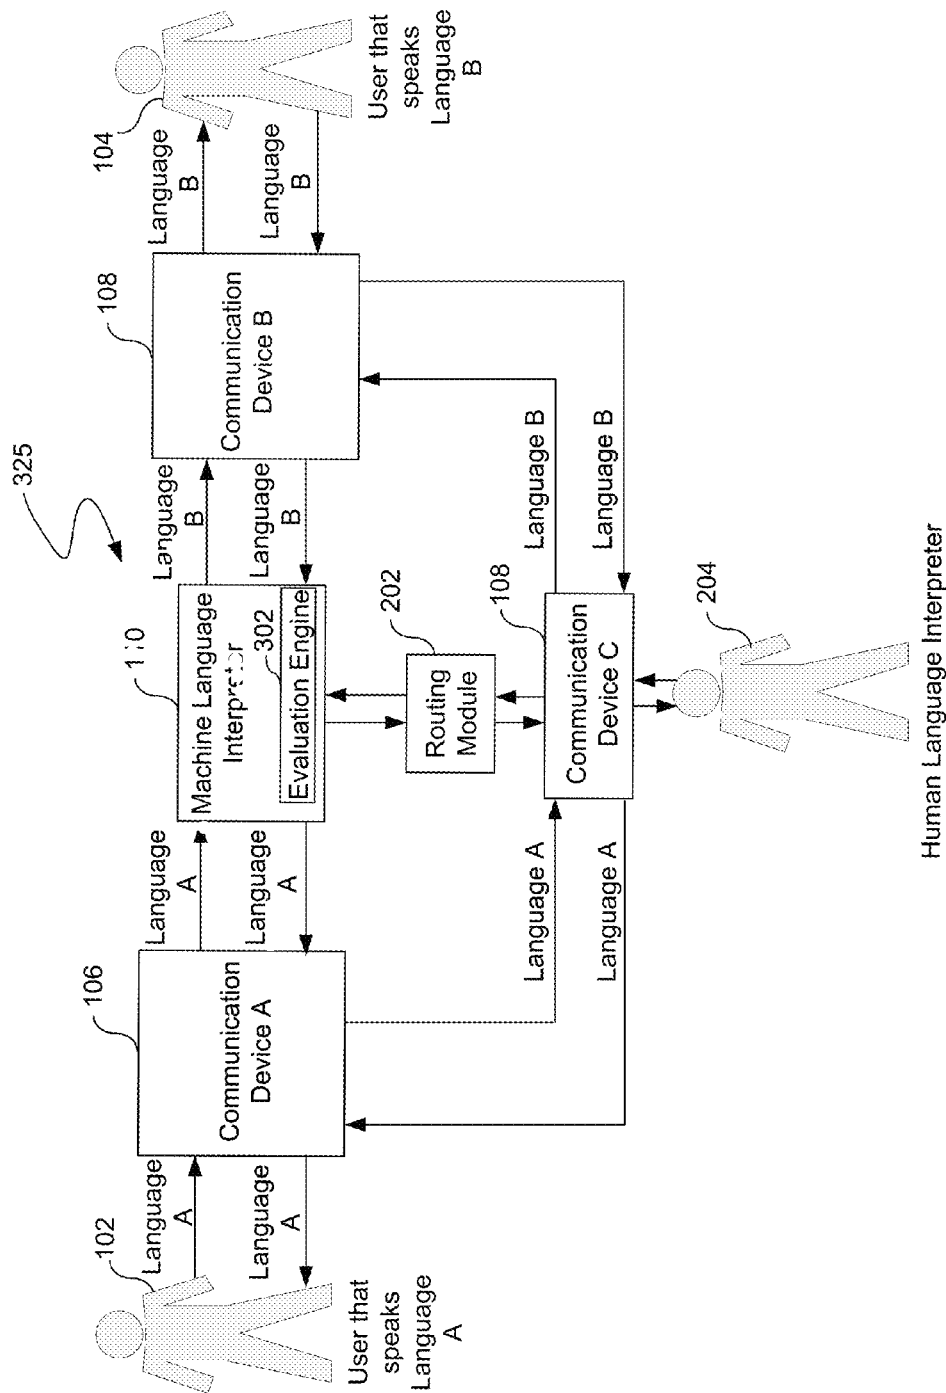 325
102
User that
speaks
Language
A
Language
A
Language
A
106
Communication
Device A
Language
A
Language
A
110
Machine Language
Interpretor
302
Evaluation Engine
Language
B
Language
B
108
Communication
Device B
Language
B
Language
B
104
User that
speaks
Language
B
202
Routing
Module
Language A
Language A
108
Communication
Device C
Language B
Language B
204
Human Language Interpreter